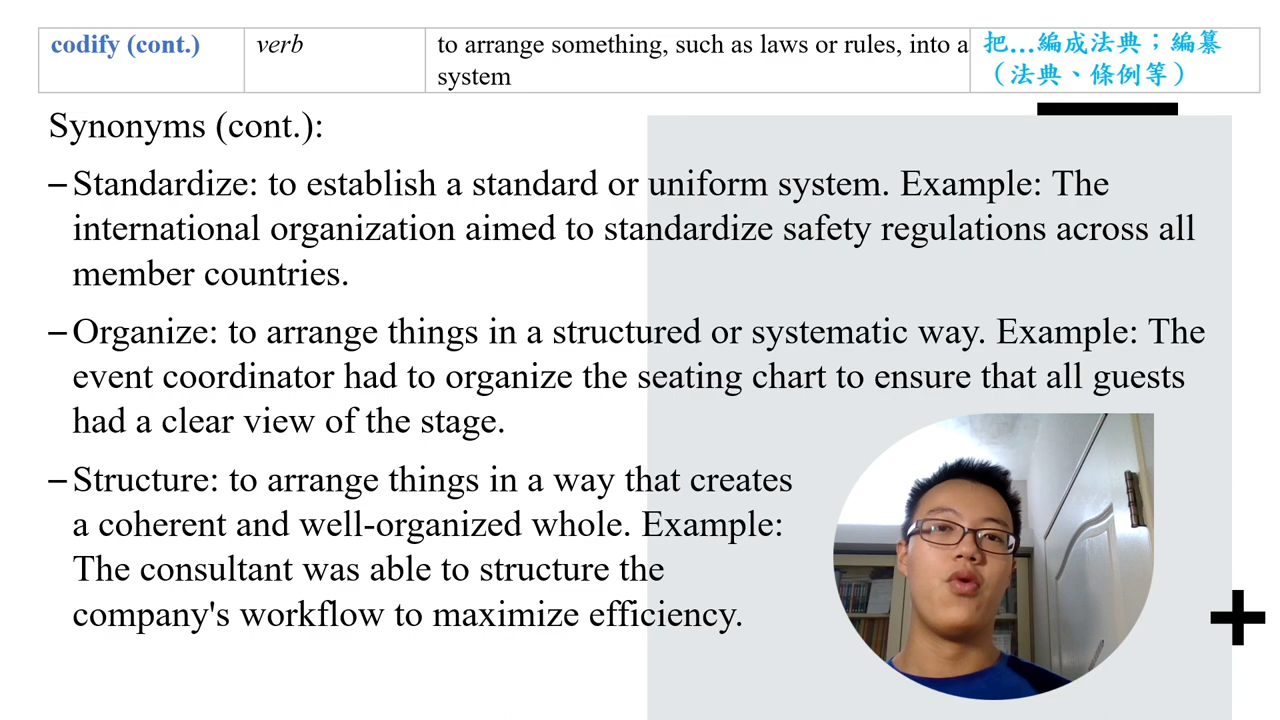 codify (cont.)
verb
to arrange something, such as laws or rules, into a
system
把…編成法典；編纂
（法典、條例等）
Synonyms (cont.):
– Standardize: to establish a standard or uniform system. Example: The
international organization aimed to standardize safety regulations across all
member countries.
– Organize: to arrange things in a structured or systematic way. Example: The
event coordinator had to organize the seating chart to ensure that all guests
had a clear view of the stage.
– Structure: to arrange things in a way that creates
a coherent and well-organized whole. Example:
The consultant was able to structure the
company's workflow to maximize efficiency.